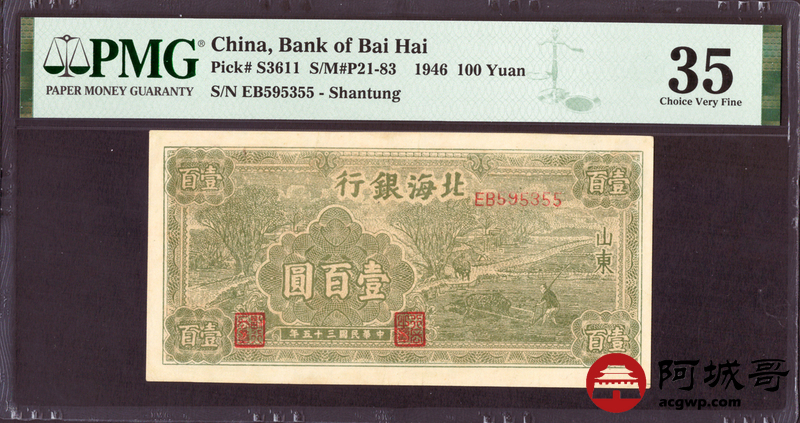 PMG®
PAPER MONEY GUARANTY
China, Bank of Bai Hai
Pick# S3611 S/M#P21-83 1946 100 Yuan
S/N EB595355 - Shantung
35
Choice Very Fine
百壹
行銀海北
百壹
EB595355
山東
圓百壹
百壹
年五十三國民華中
百壹
阿城哥
acgwp.com